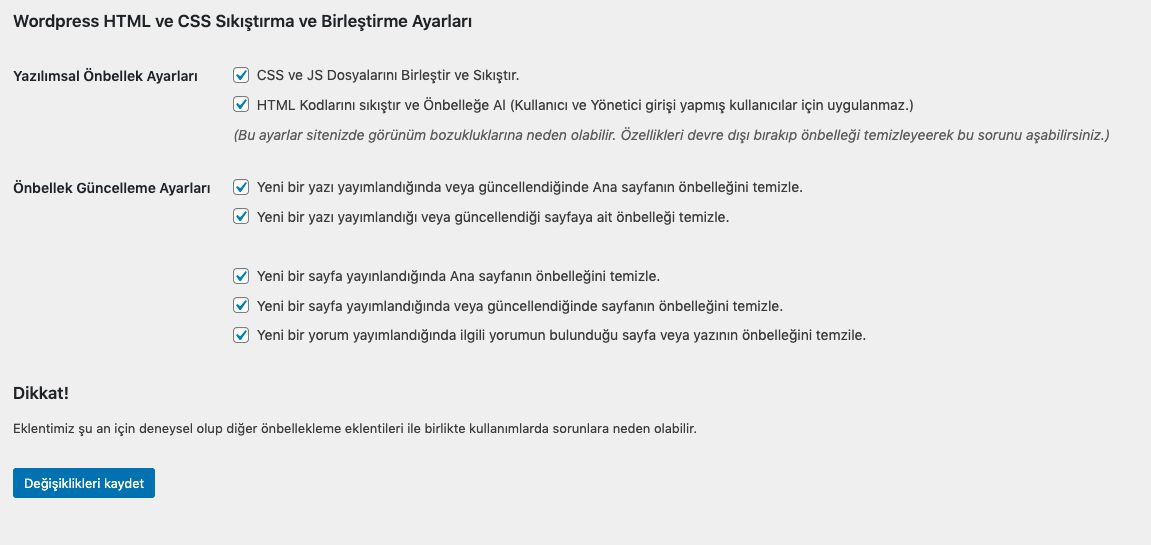 Wordpress HTML ve CSS Sıkıştırma ve Birleştirme Ayarları
Yazılımsal Önbellek Ayarları
CSS ve JS Dosyalarını Birleştir ve Sıkıştır.
HTML Kodlarını sıkıştır ve Önbelleğe Al (Kullanıcı ve Yönetici girişi yapmış kullanıcılar için uygulanmaz.)
(Bu ayarlar sitenizde görünüm bozukluklarına neden olabilir. Özellikleri devre dışı bırakıp önbelleği temizleyeerek bu sorunu aşabilirsiniz.)
Önbellek Güncelleme Ayarları
Yeni bir yazı yayımlandığında veya güncellendiğinde Ana sayfanın önbelleğini temizle.
Yeni bir yazı yayımlandığı veya güncellendiği sayfaya ait önbelleği temizle.
Yeni bir sayfa yayınlandığında Ana sayfanın önbelleğini temizle.
Yeni bir sayfa yayımlandığında veya güncellendiğinde sayfanın önbelleğini temizle.
Yeni bir yorum yayımlandığında ilgili yorumun bulunduğu sayfa veya yazının önbelleğini temzile.
Dikkat!
Eklentimiz şu an için deneysel olup diğer önbellekleme eklentileri ile birlikte kullanımlarda sorunlara neden olabilir.
Değişiklikleri kaydet